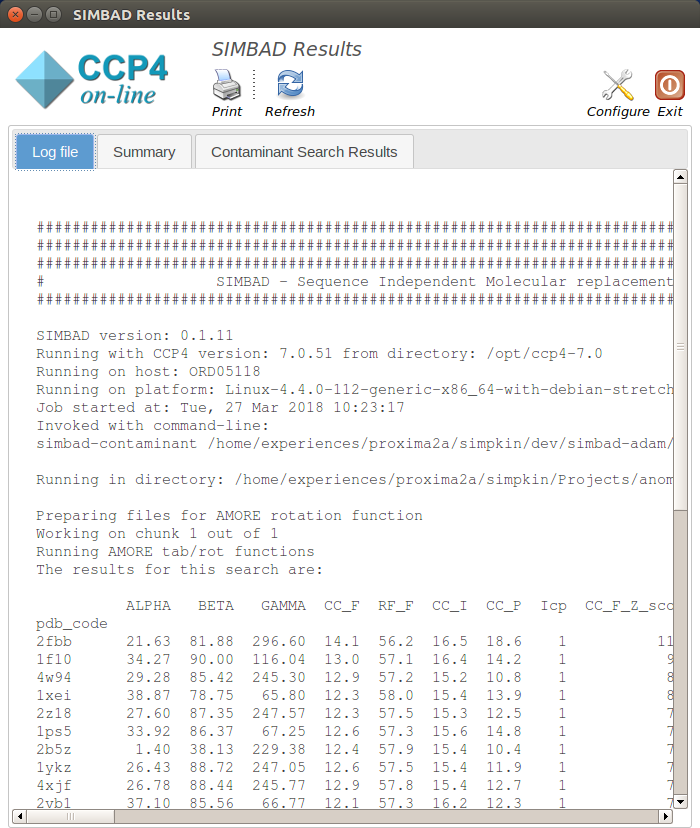 SIMBAD Results
CCP4
on-line
SIMBAD Results
Print Refresh
Configure Exit
Log file Summary Contaminant Search Results
########################################################################
########################################################################
########################################################################
# SIMBAD - Sequence Independent Molecular replacement
########################################################################
SIMBAD version: 0.1.11
Running with CCP4 version: 7.0.51 from directory: /opt/ccp4-7.0
Running on host: ORD05118
Running on platform: Linux-4.4.0-112-generic-x86_64-with-debian-stretch
Job started at: Tue, 27 Mar 2018 10:23:17
Invoked with command-line:
simbad-contaminant /home/experiences/proxima2a/simpkin/dev/simbad-adam/
Running in directory: /home/experiences/proxima2a/simpkin/Projects/anom
Preparing files for AMORE rotation function
Working on chunk 1 out of 1
Running AMORE tab/rot functions
The results for this search are:
ALPHA BETA GAMMA CC_F RF_F CC_I CC_P Icp CC_F_Z_sco
pdb_code
2fbb 21.63 81.88 296.60 14.1 56.2 16.5 18.6 1 11
1f10 34.27 90.00 116.04 13.0 57.1 16.4 14.2 1 9
4w94 29.28 85.42 245.30 12.9 57.2 15.2 10.8 1 8
1xei 38.87 78.75 65.80 12.3 58.0 15.4 13.9 1 8
2z18 27.60 87.35 247.57 12.3 57.5 15.3 12.5 1 7
1ps5 33.92 86.37 67.25 12.6 57.3 15.6 14.8 1 7
2b5z 1.40 38.13 229.38 12.4 57.9 15.4 10.4 1 7
1ykz 26.43 88.72 247.05 12.6 57.5 15.4 11.9 1 7
4xjf 26.78 88.44 245.77 12.9 57.8 15.4 12.7 1 7
2vb1 37.10 85.56 66.77 12.1 57.3 16.2 12.3 1 7